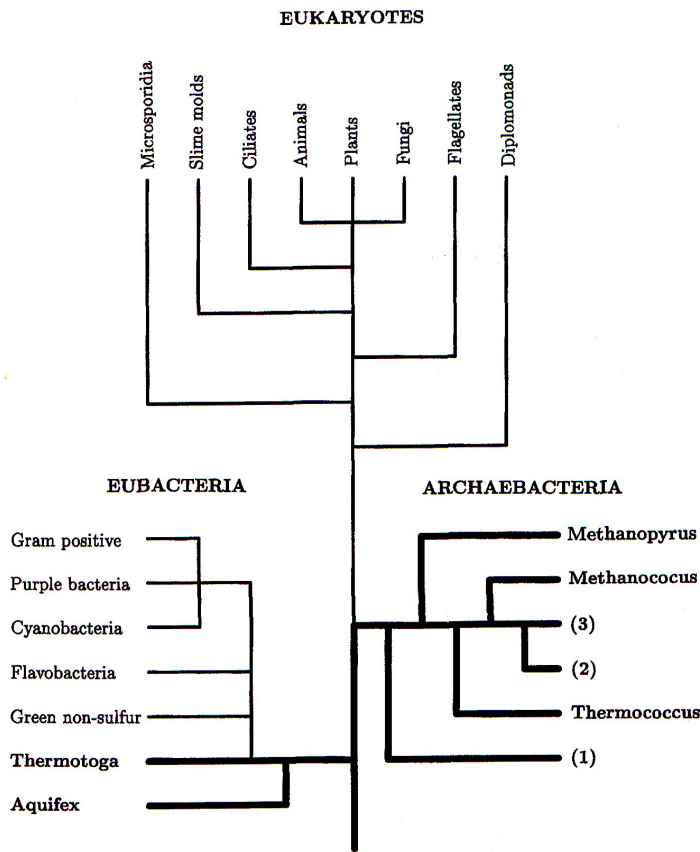 EUKARYOTES
Microsporidia
Slime molds
Ciliates
Animals
Plants
Fungi
Flagellates
Diplomonads
EUBACTERIA
Gram positive
Purple bacteria
Cyanobacteria
Flavobacteria
Green non-sulfur
Thermotoga
Aquifex
ARCHAEBACTERIA
Methanopyrus
Methanococus
(3)
(2)
Thermococcus
(1)